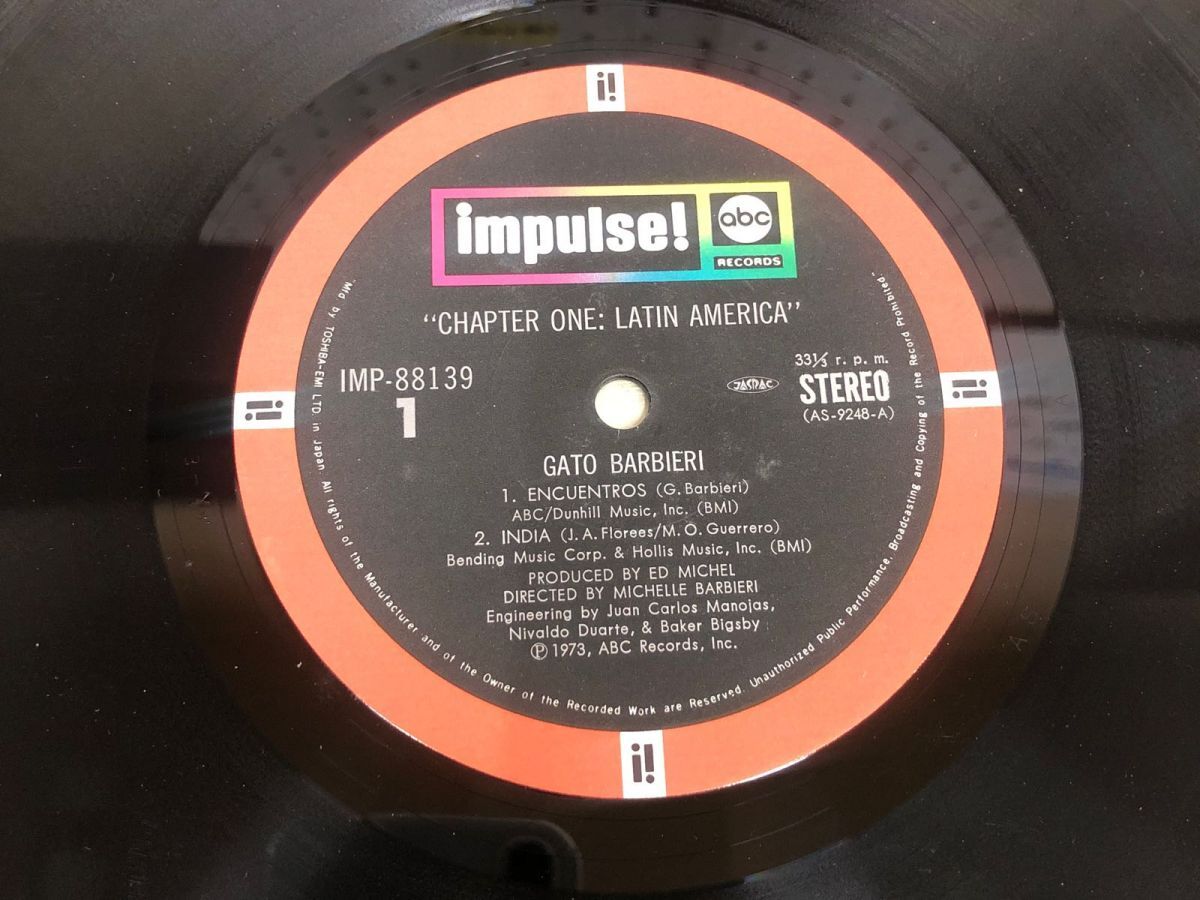 i!
impulse!
abc
RECORDS
"CHAPTER ONE: LATIN AMERICA"
IMP-88139
1
JASRAC
33⅓ r. p. m.
STEREO
(AS-9248-A)
i!
i!
GATO BARBIERI
1. ENCUENTROS (G. Barbieri)
ABC/Dunhill Music, Inc. (BMI)
2. INDIA (J. A. Florees/M. O. Guerrero)
Bending Music Corp. & Hollis Music, Inc. (BMI)
PRODUCED BY ED MICHEL
DIRECTED BY MICHELLE BARBIERI
Engineering by Juan Carlos Manojas,
Nivaldo Duarte, & Baker Bigsby
Ⓟ 1973, ABC Records, Inc.
"Mfd by TOSHIBA-EMI LTD. in Japan. All rights of the Manufacturer and of the Owner of the Recorded Work are Reserved. Unauthorized Public Performance, Broadcasting and Copying of the Record Prohibited."
i!